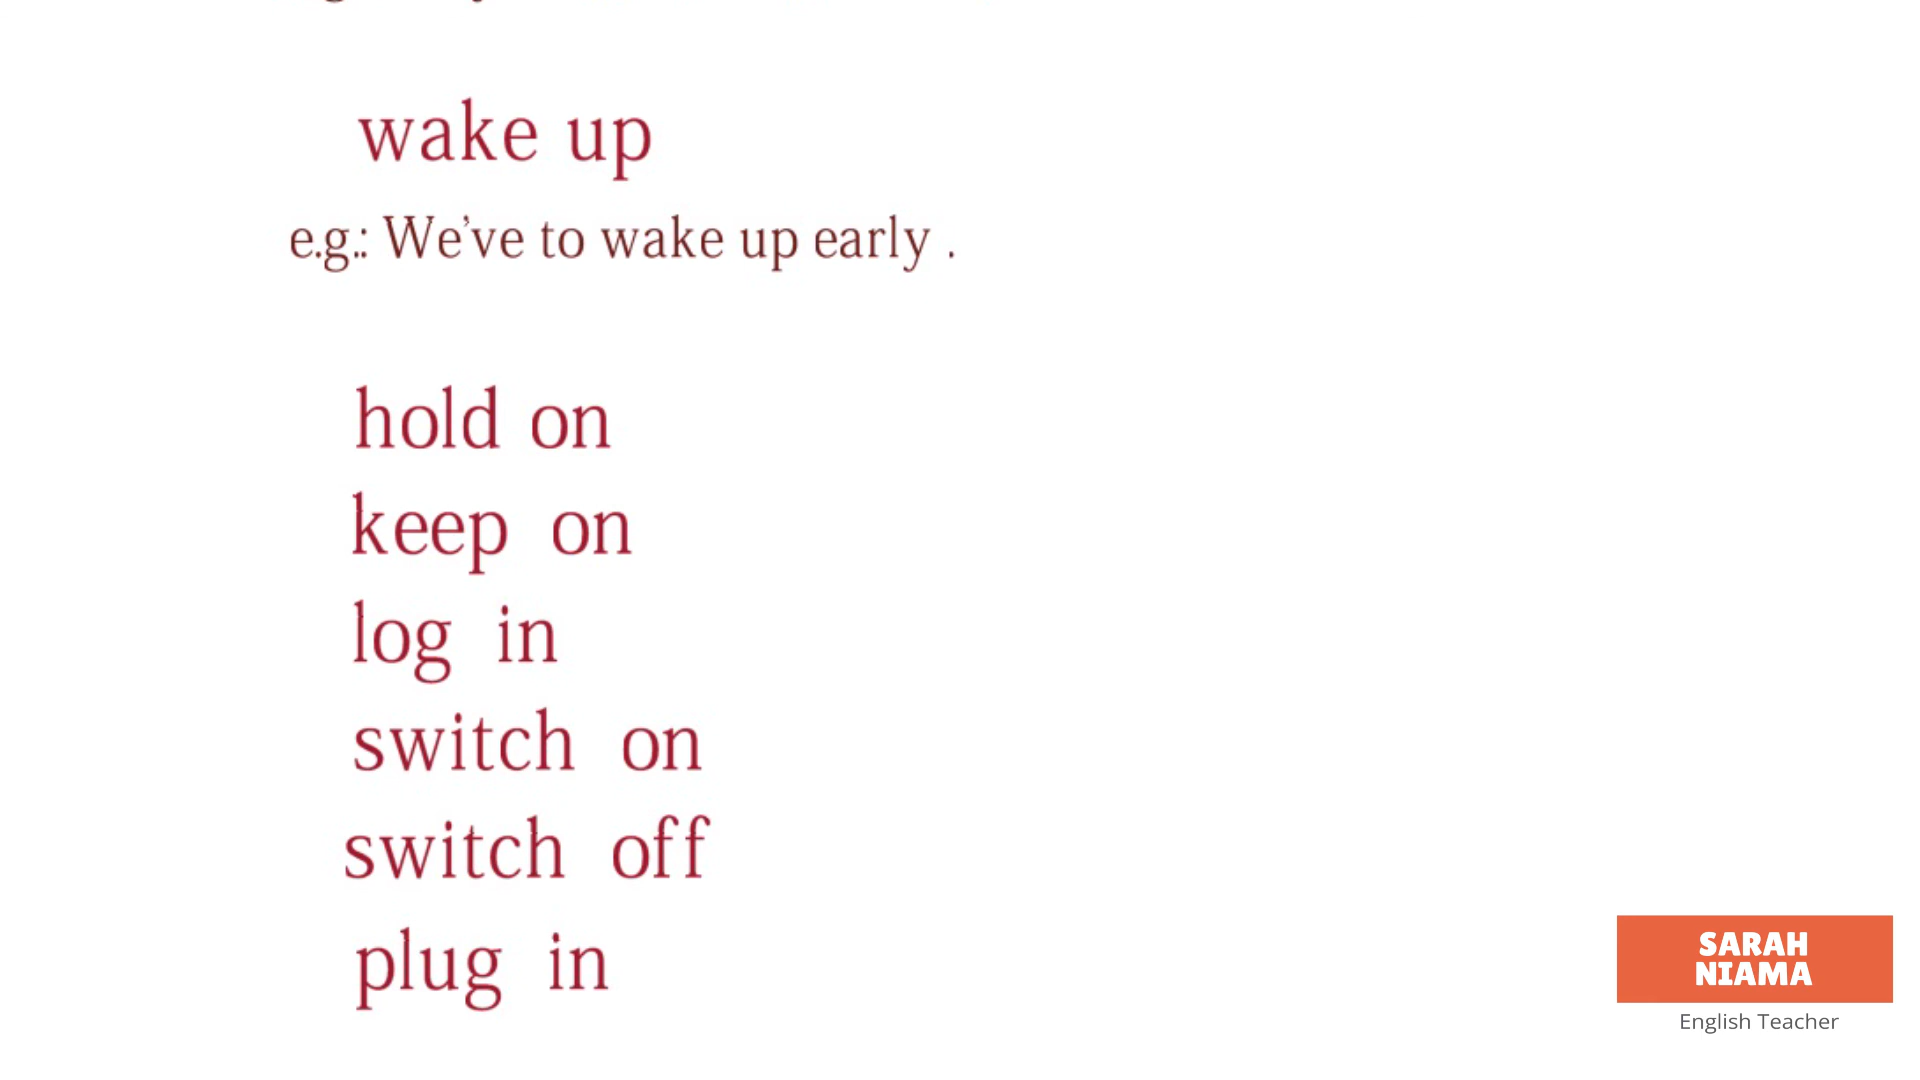 wake up
e.g.: We've to wake up early .
hold on
keep on
log in
switch on
switch off
plug in
SARAH
NIAMA
English Teacher